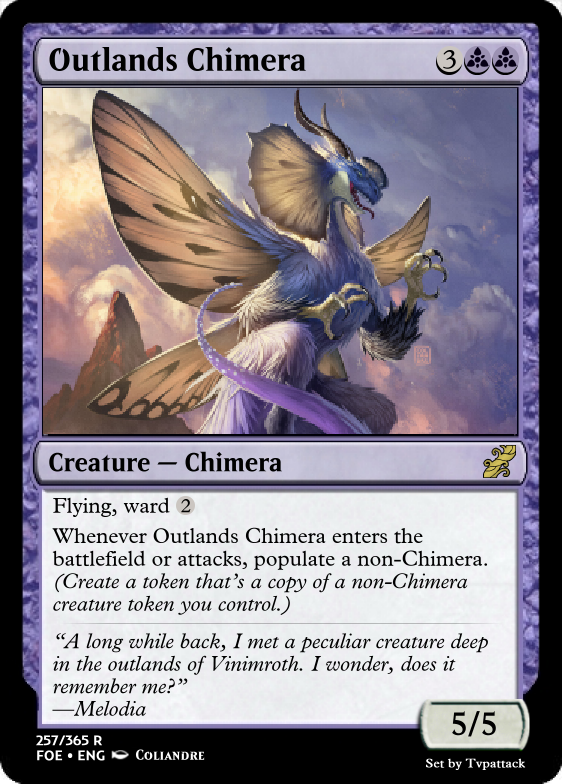 Outlands Chimera 3
Creature — Chimera
Flying, ward 2
Whenever Outlands Chimera enters the
battlefield or attacks, populate a non-Chimera.
(Create a token that's a copy of a non-Chimera
creature token you control.)
"A long while back, I met a peculiar creature deep
in the outlands of Vinimroth. I wonder, does it
remember me?"
—Melodia
5/5
257/365 R
FOE • ENG Coliandre
Set by Tvpattack